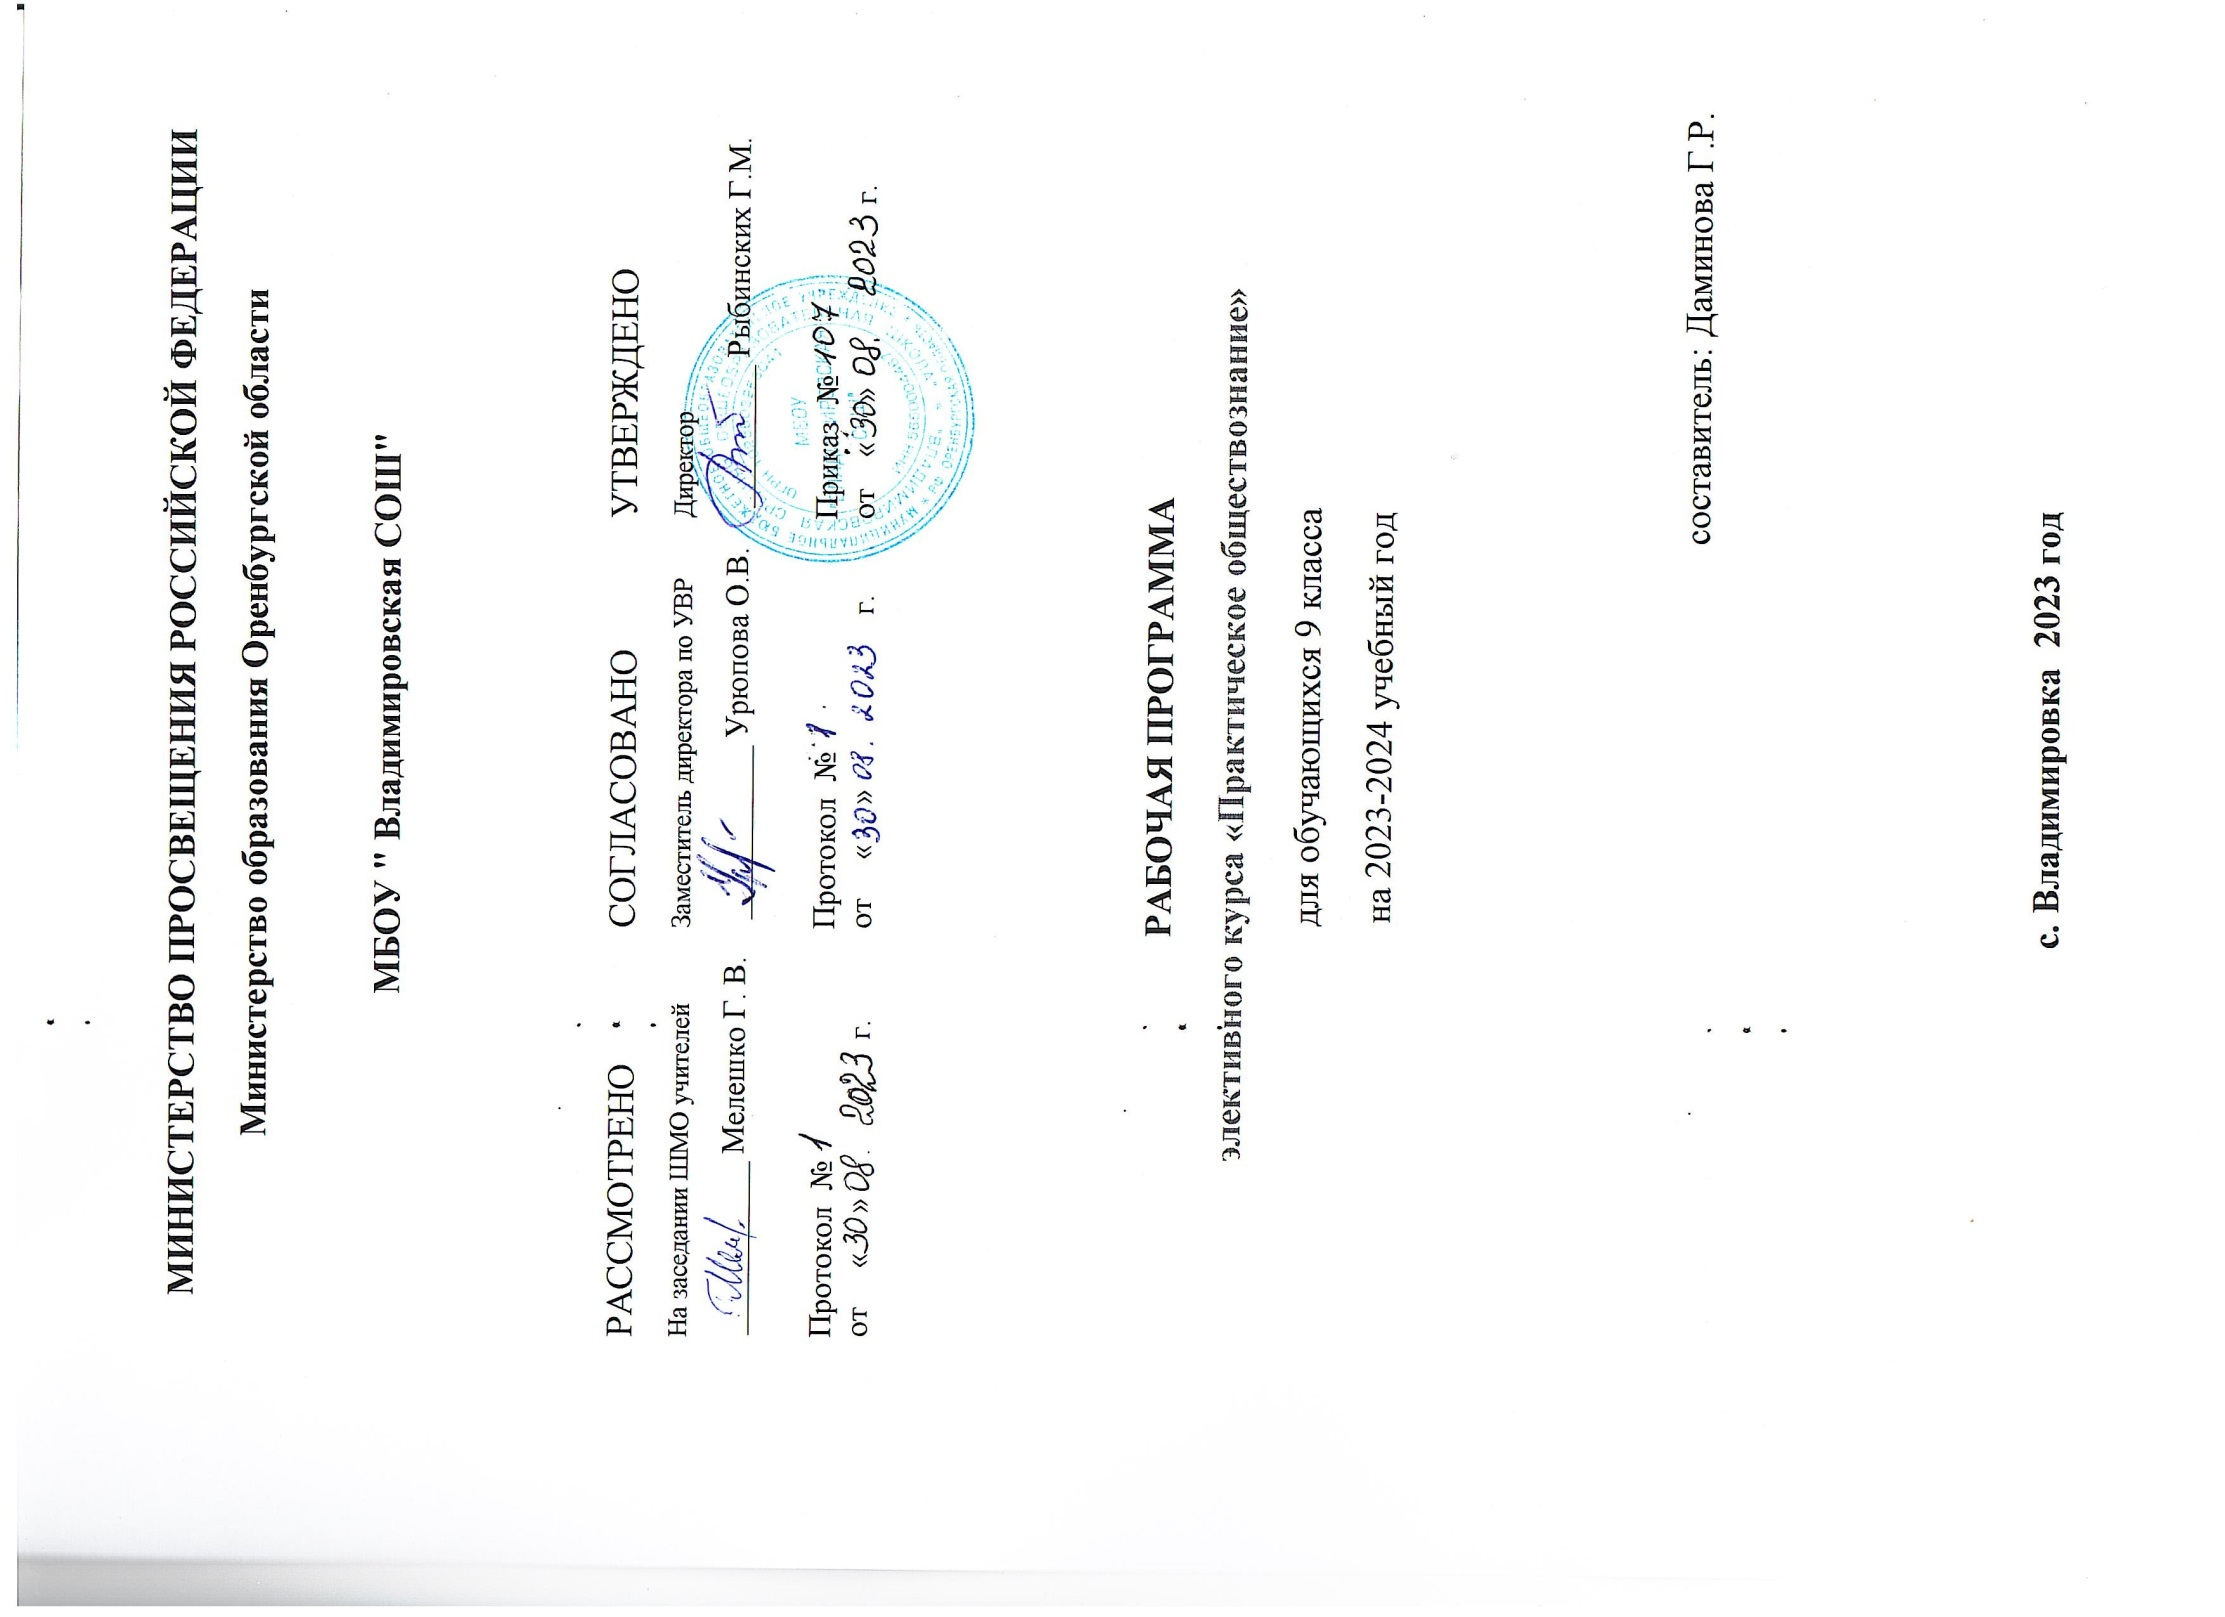 МИНИСТЕРСТВО ПРОСВЕЩЕНИЯ РОССИЙСКОЙ ФЕДЕРАЦИИ
Министерство образования Оренбургской области
МБОУ " Владимировская СОШ"
РАССМОТРЕНО
На заседании ШМО учителей
Мелешко Г. В.
Протокол № 1
от «30» 08. 2023 г.
СОГЛАСОВАНО
Заместитель директора по УВР
Урюпова О.В.
Протокол № 1
от «30» 08. 2023 г.
УТВЕРЖДЕНО
Директор
Рыбинских Г.М.
Приказ № 107
от «30» 08. 2023 г.
МБОУ
РАБОЧАЯ ПРОГРАММА
элективного курса «Практическое обществознание»
для обучающихся 9 класса
на 2023-2024 учебный год
составитель: Даминова Г.Р.
с. Владимировка 2023 год